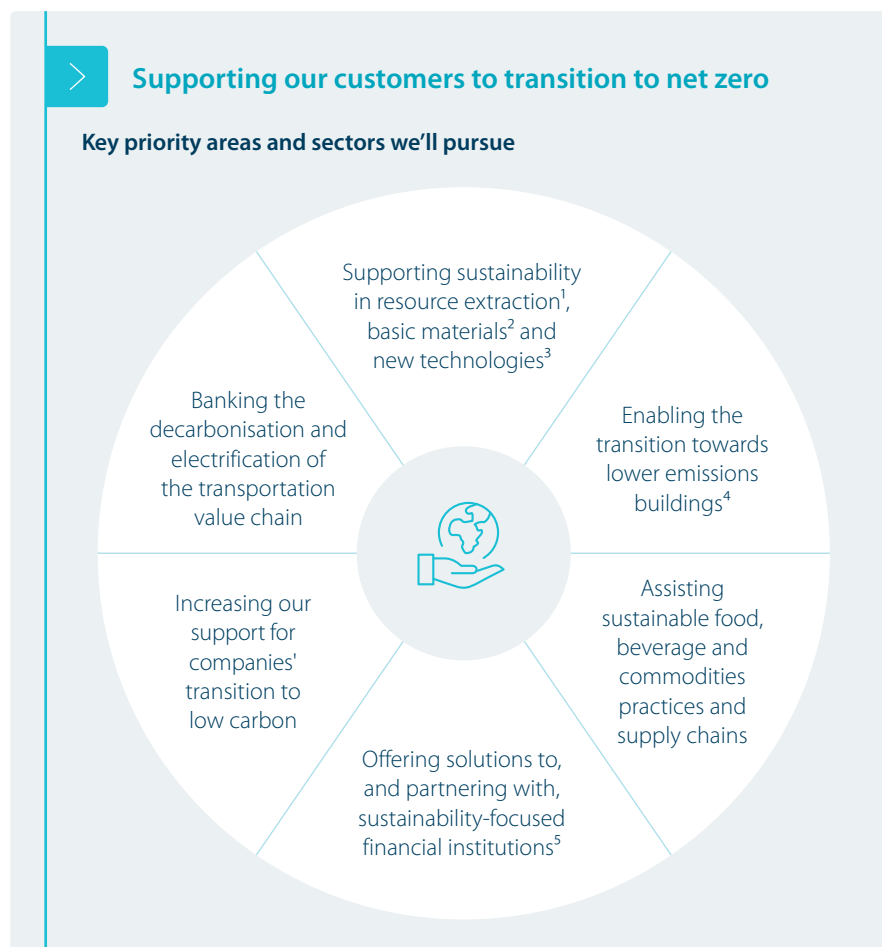 Supporting our customers to transition to net zero
Key priority areas and sectors we'll pursue
Supporting sustainability
in resource extraction¹,
basic materials² and
new technologies³
Enabling the
transition towards
lower emissions
buildings⁴
Assisting
sustainable food,
beverage and
commodities
practices and
supply chains
Offering solutions to,
and partnering with,
sustainability-focused
financial institutions⁵
Increasing our
support for
companies'
transition to
low carbon
Banking the
decarbonisation and
electrification of
the transportation
value chain